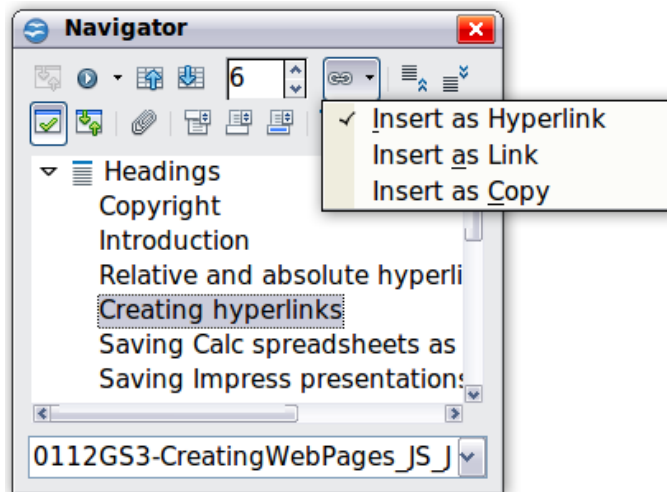 Navigator
6
Insert as Hyperlink
Insert as Link
Insert as Copy
Headings
Copyright
Introduction
Relative and absolute hyperli
Creating hyperlinks
Saving Calc spreadsheets as
Saving Impress presentations
0112GS3-CreatingWebPages_JS_J